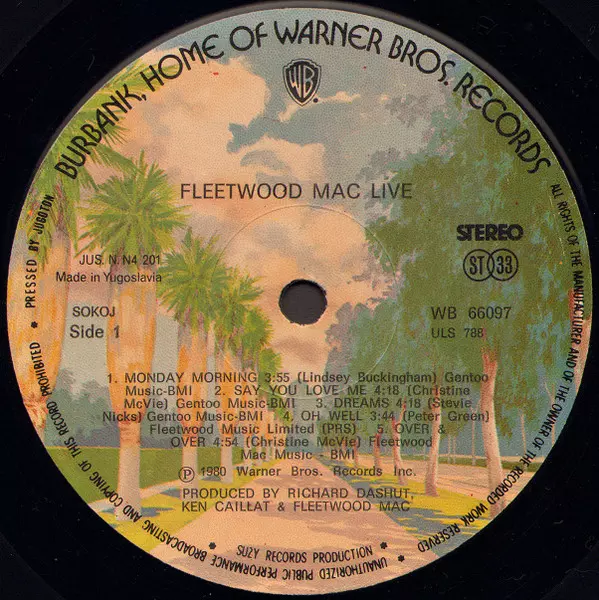 BURBANK, HOME OF WARNER BROS. RECORDS
WB
FLEETWOOD MAC LIVE
STEREO
ST 33
JUS. N. N4 201
Made in Yugoslavia
SOKOJ
Side 1
WB 66097
ULS 788
1. MONDAY MORNING 3:55 (Lindsey Buckingham) Gentoo
Music-BMI 2. SAY YOU LOVE ME 4:18 (Christine
McVie) Gentoo Music-BMI 3. DREAMS 4:18 (Stevie
Nicks) Gentoo Music-BMI 4. OH WELL 3:44 (Peter Green)
Fleetwood Music Limited (PRS) 5. OVER &
OVER 4:54 (Christine McVie) Fleetwood
Mac Music - BMI
Ⓟ 1980 Warner Bros. Records Inc.
PRODUCED BY RICHARD DASHUT,
KEN CAILLAT & FLEETWOOD MAC
* SUZY RECORDS PRODUCTION *
ALL RIGHTS OF THE MANUFACTURER AND OF THE OWNER OF THE RECORDED WORK RESERVED * UNAUTHORIZED PUBLIC PERFORMANCE BROADCASTING AND COPYING OF THIS RECORD PROHIBITED * PRESSED BY JUGOTON